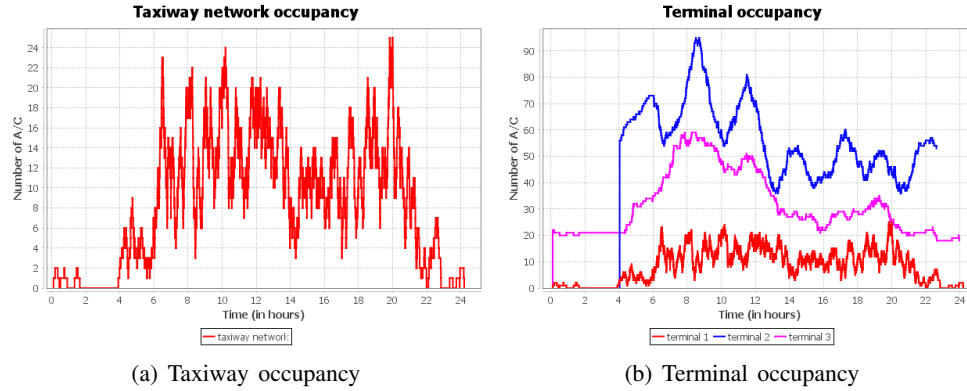 Taxiway network occupancy
Number of A/C
24
22
20
18
16
14
12
10
8
6
4
2
0
0 2 4 6 8 10 12 14 16 18 20 22 24
Time (in hours)
taxiway network
(a) Taxiway occupancy
Terminal occupancy
Number of A/C
90
80
70
60
50
40
30
20
10
0
0 2 4 6 8 10 12 14 16 18 20 22 24
Time (in hours)
terminal 1 terminal 2 terminal 3
(b) Terminal occupancy